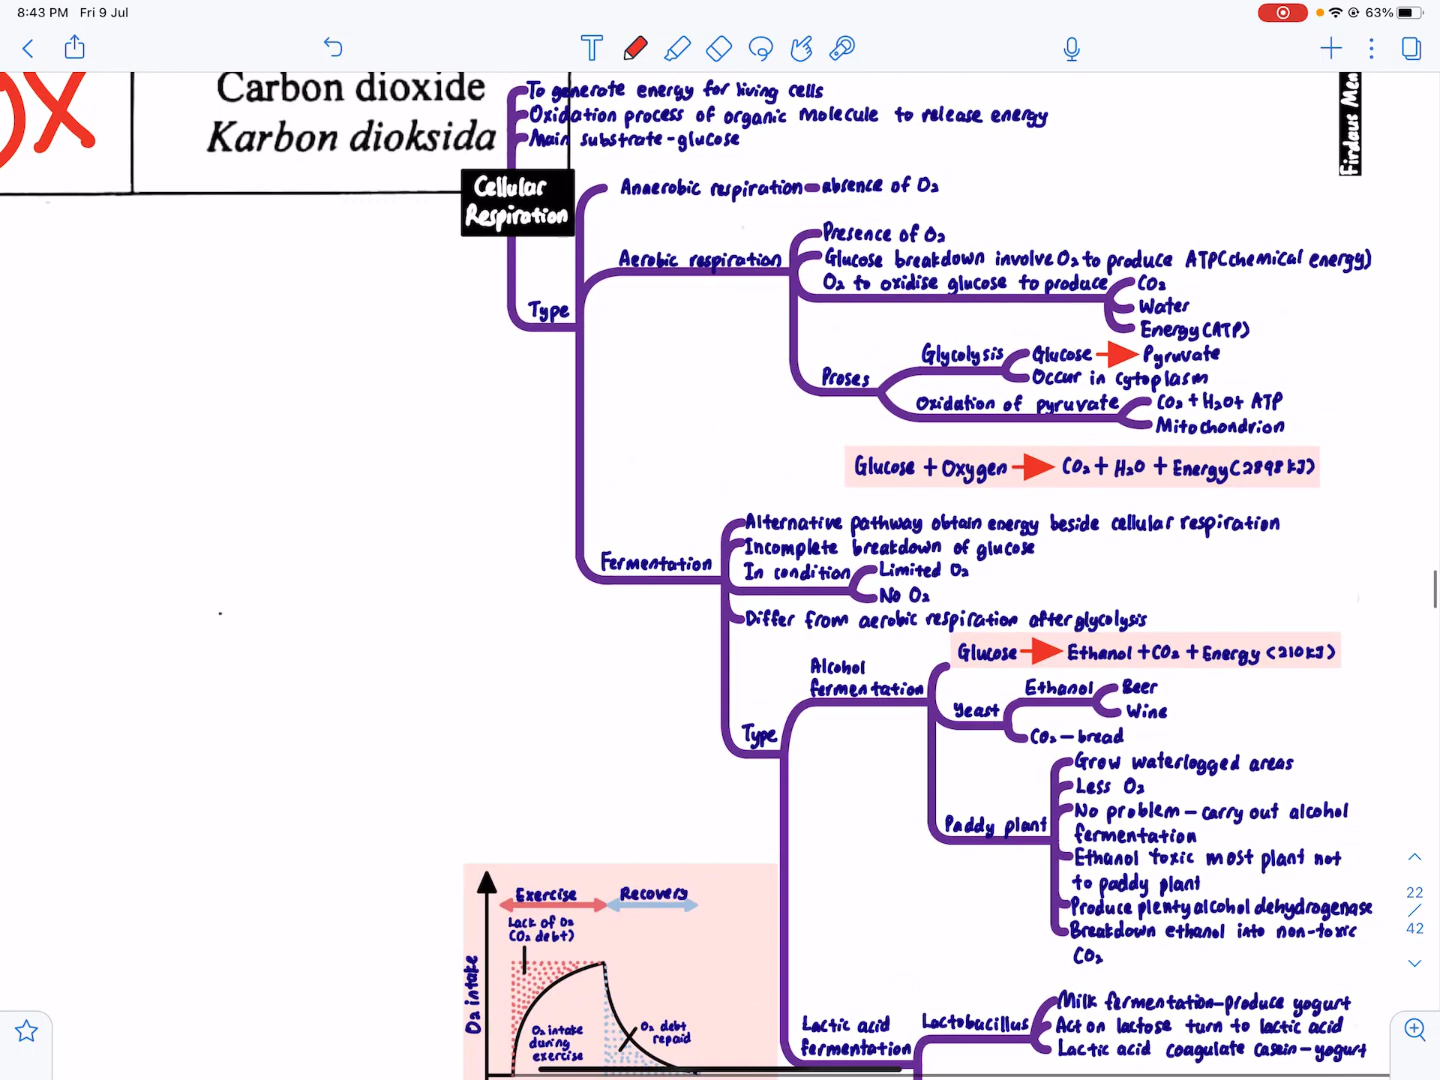 8:43 PM Fri 9 Jul
63%
OX
Carbon dioxide
Karbon dioksida
To generate energy for living cells
Oxidation process of organic molecule to release energy
Main substrate-glucose
Firdaus Men
Cellular
Respiration
Anaerobic respiration absence of O₂
Presence of O₂
Aerobic respiration
Glucose breakdown involve O₂ to produce ATP(chemical energy)
O₂ to oxidise glucose to produce
CO₂
Water
Energy(ATP)
Type
Glycolysis
Glucose → Pyruvate
Occur in cytoplasm
Proses
Oxidation of pyruvate
CO₂ + H₂O + ATP
Mitochondrion
Glucose + Oxygen → CO₂ + H₂O + Energy(2898 kJ)
Alternative pathway obtain energy beside cellular respiration
Incomplete breakdown of glucose
Fermentation
In condition
Limited O₂
No O₂
Differ from aerobic respiration after glycolysis
Glucose → Ethanol + CO₂ + Energy (210kJ)
Alcohol
fermentation
Yeast
Ethanol
Beer
Wine
CO₂ - bread
Type
Grow waterlogged areas
Less O₂
No problem - carry out alcohol
fermentation
Paddy plant
Ethanol toxic most plant not
to paddy plant
Produce plenty alcohol dehydrogenase
Breakdown ethanol into non-toxic
CO₂
22
/
42
Exercise
Recovery
Lack of O₂
(O₂ debt)
O₂ intake
O₂ intake
during
exercise
O₂ debt
repaid
Lactic acid
fermentation
Lactobacillus
Milk fermentation-produce yogurt
Act on lactose turn to lactic acid
Lactic acid coagulate casein - yogurt